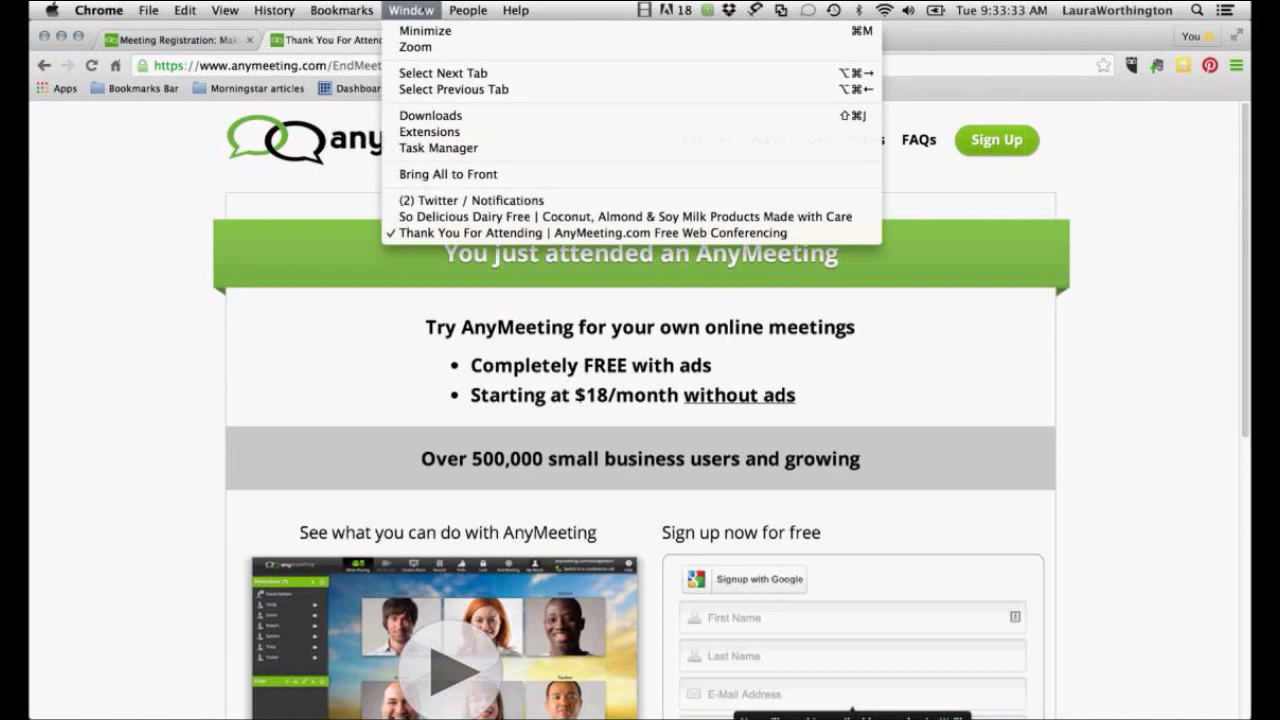 Chrome File Edit View History Bookmarks Window People Help 18 Tue 9:33:33 AM LauraWorthington
Meeting Registration: Mak
Thank You For Attend
You
https://www.anymeeting.com/EndMeet
Apps Bookmarks Bar Morningstar articles Dashboar
Minimize ⌘M
Zoom
Select Next Tab ⌥⌘→
Select Previous Tab ⌥⌘←
Downloads ⇧⌘J
Extensions
Task Manager
Bring All to Front
(2) Twitter / Notifications
So Delicious Dairy Free | Coconut, Almond & Soy Milk Products Made with Care
✓ Thank You For Attending | AnyMeeting.com Free Web Conferencing
any
FAQs
Sign Up
You just attended an AnyMeeting
Try AnyMeeting for your own online meetings
• Completely FREE with ads
• Starting at $18/month without ads
Over 500,000 small business users and growing
See what you can do with AnyMeeting
Sign up now for free
anymeeting
Signup with Google
First Name
Last Name
E-Mail Address